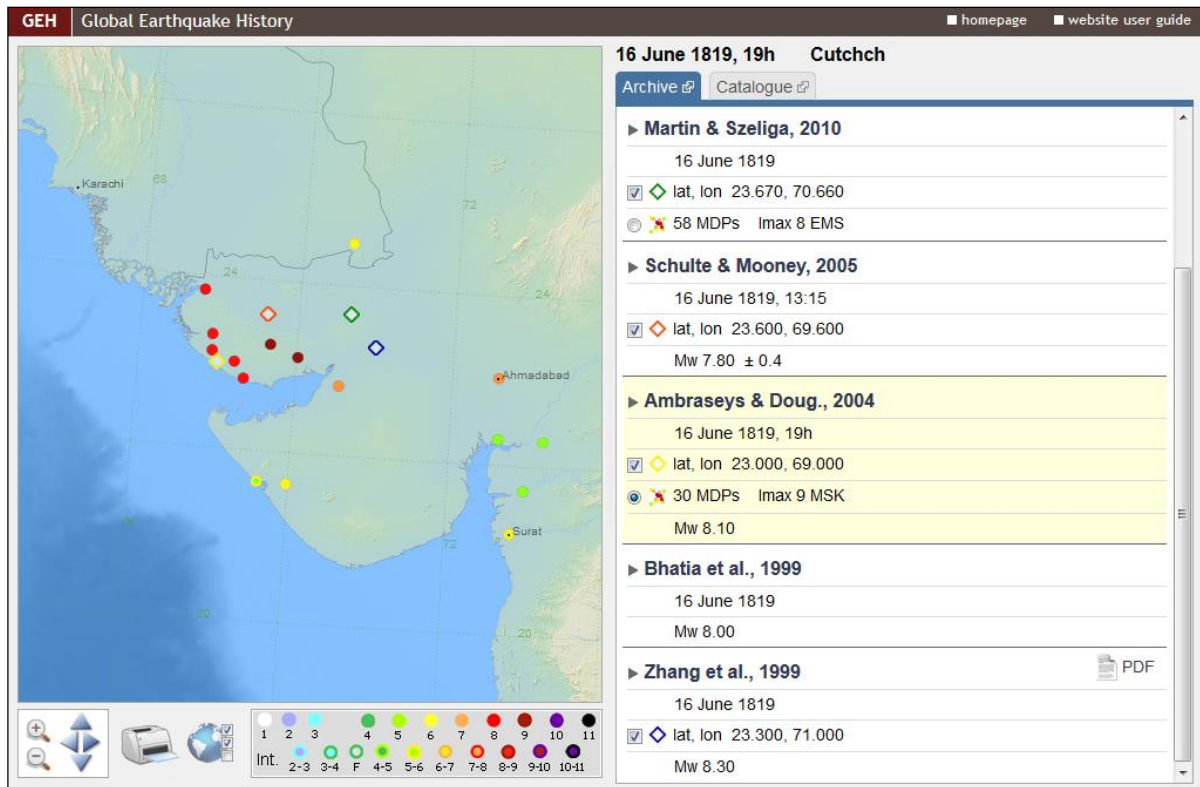 GEH Global Earthquake History
homepage website user guide
16 June 1819, 19h Cutchch
Archive Catalogue
Martin & Szeliga, 2010
16 June 1819
lat, lon 23.670, 70.660
58 MDPs Imax 8 EMS
Schulte & Mooney, 2005
16 June 1819, 13:15
lat, lon 23.600, 69.600
Mw 7.80 ± 0.4
Ambraseys & Doug., 2004
16 June 1819, 19h
lat, lon 23.000, 69.000
30 MDPs Imax 9 MSK
Mw 8.10
Bhatia et al., 1999
16 June 1819
Mw 8.00
Zhang et al., 1999
PDF
16 June 1819
lat, lon 23.300, 71.000
Mw 8.30
Karachi
68
72
24
24
Ahmadabad
Surat
72
20
20
1 2 3 4 5 6 7 8 9 10 11
Int. 2-3 3-4 F 4-5 5-6 6-7 7-8 8-9 9-10 10-11